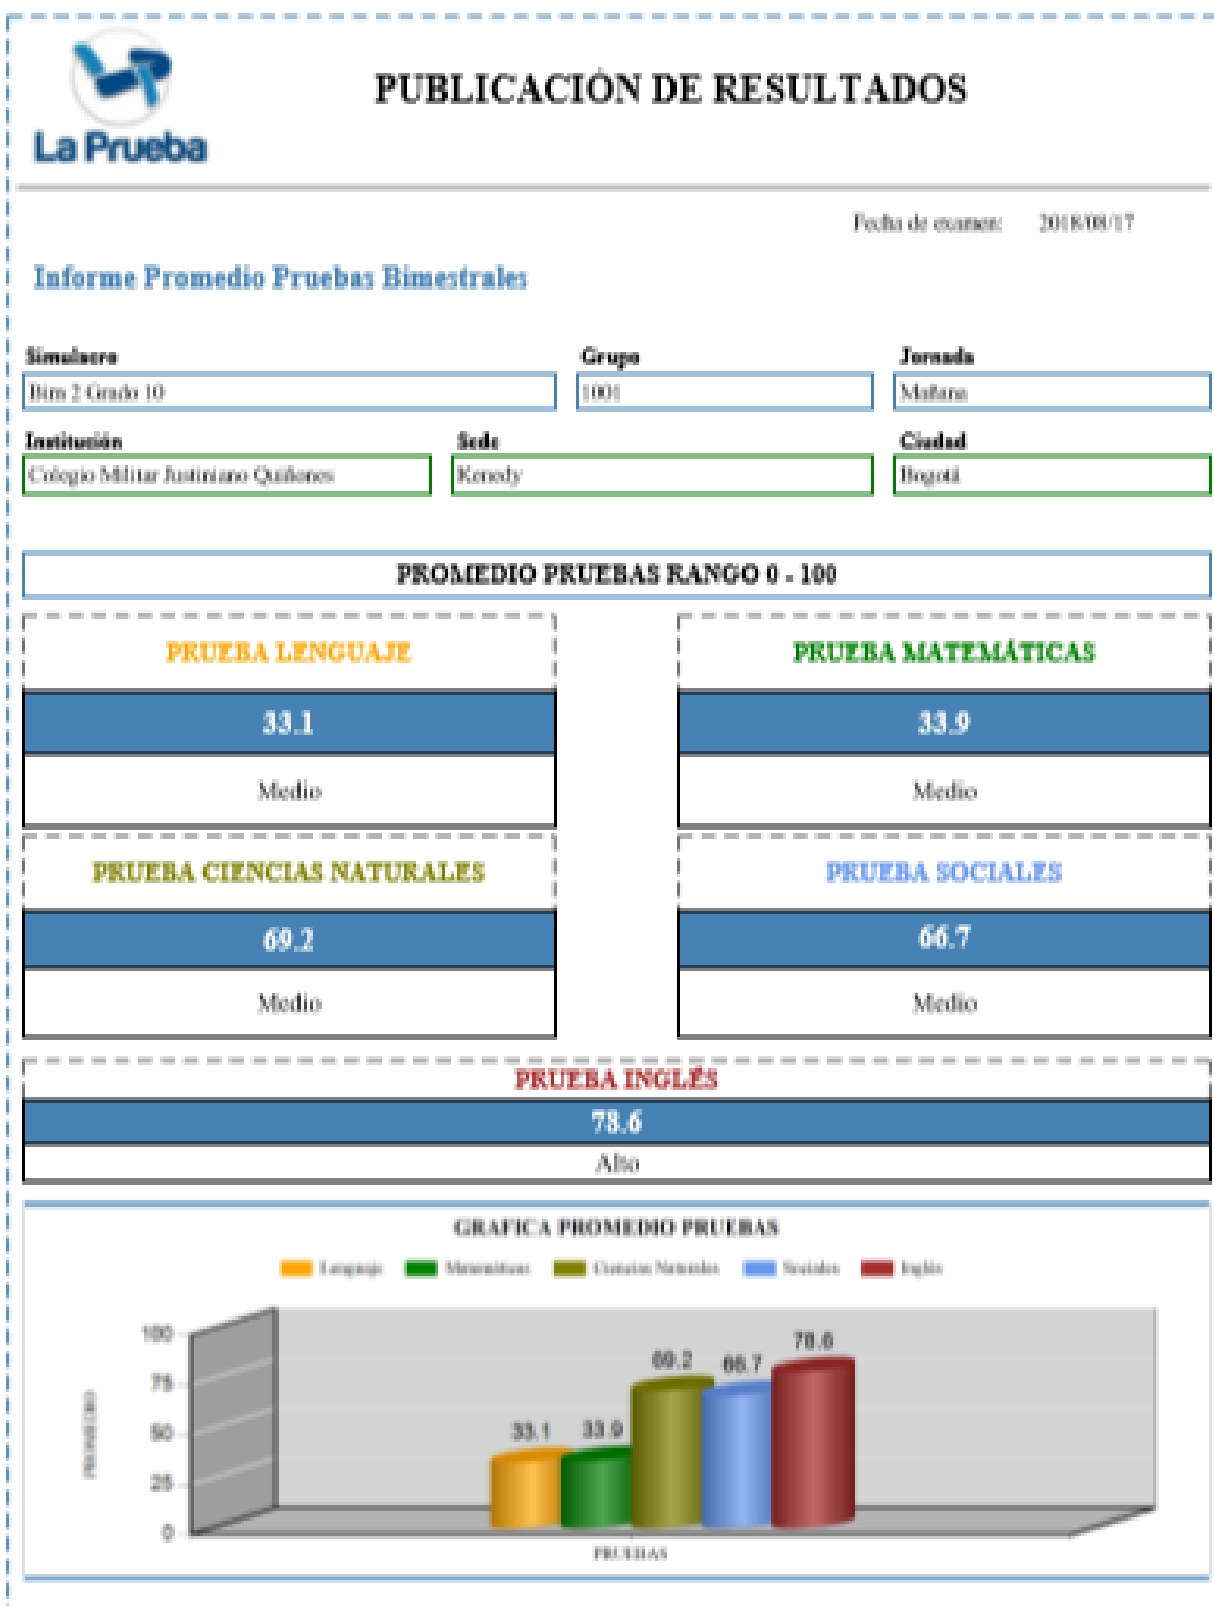 La Prueba
PUBLICACIÓN DE RESULTADOS
Fecha de examen: 2018/08/17
Informe Promedio Pruebas Bimestrales
Simulacro Grupo Jornada
Bim 2 Grado 10 1001 Mañana
Institución Sede Ciudad
Colegio Militar Justiniano Quiñones Kenedy Bogotá
PROMEDIO PRUEBAS RANGO 0 - 100
PRUEBA LENGUAJE PRUEBA MATEMÁTICAS
33.1 33.9
Medio Medio
PRUEBA CIENCIAS NATURALES PRUEBA SOCIALES
69.2 66.7
Medio Medio
PRUEBA INGLÉS
78.6
Alto
GRAFICA PROMEDIO PRUEBAS
Lenguaje Matemáticas Ciencias Naturales Sociales Inglés
100
75
50
25
0
PROMEDIO
33.1 33.9 69.2 66.7 78.6
PRUEBAS